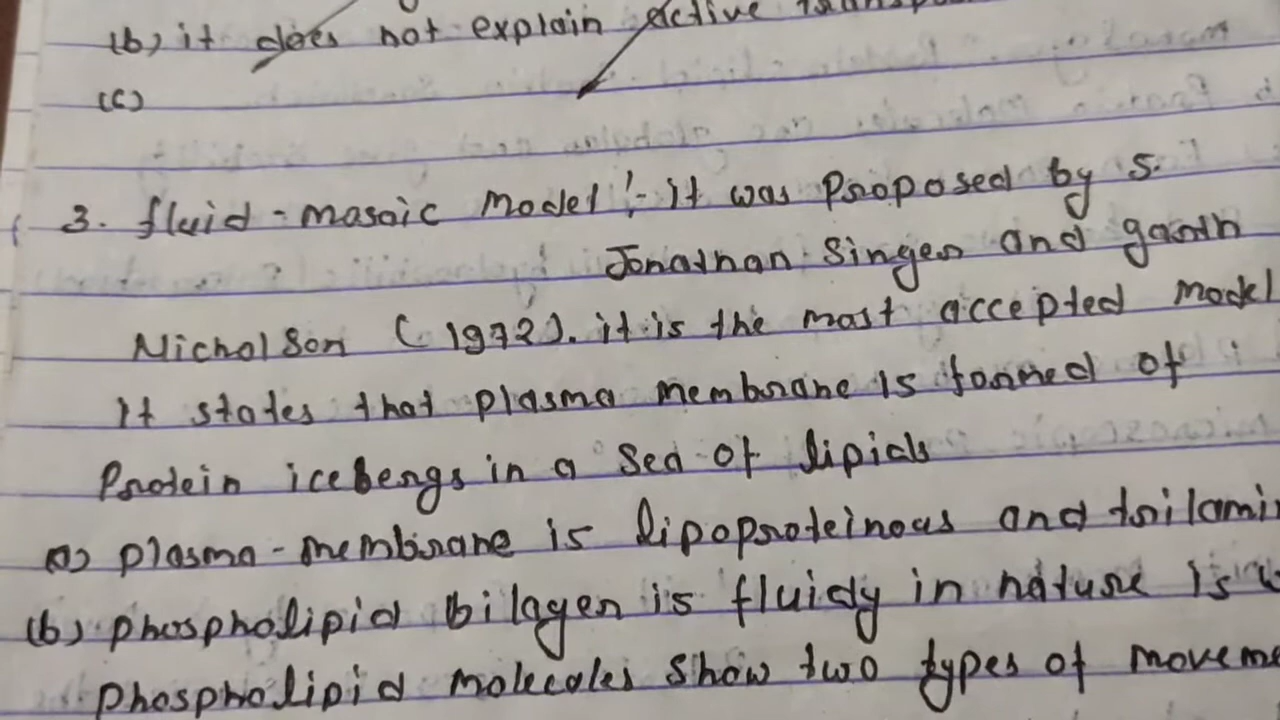 (b) it does not explain active
(c)
3. fluid-mosaic Model :- It was Proposed by S.
Jonathan Singer and garth
Nicholson (1972). it is the most accepted model
It states that plasma membrane is formed of
Protein icebergs in a sea of lipids
(a) plasma-membrane is lipoproteinous and trilami
(b) phospholipid bilayer is fluidy in nature is
phospholipid molecules show two types of moveme